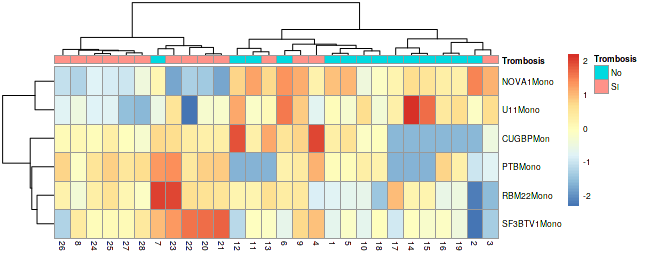 Trombosis
NOVA1Mono
U11Mono
CUGBPMon
PTBMono
RBM22Mono
SF3BTV1Mono
26 8 24 25 27 28 7 23 22 20 21 12 11 13 6 9 4 1 5 10 18 17 14 15 16 19 2 3
2
1
0
-1
-2
Trombosis
No
SI